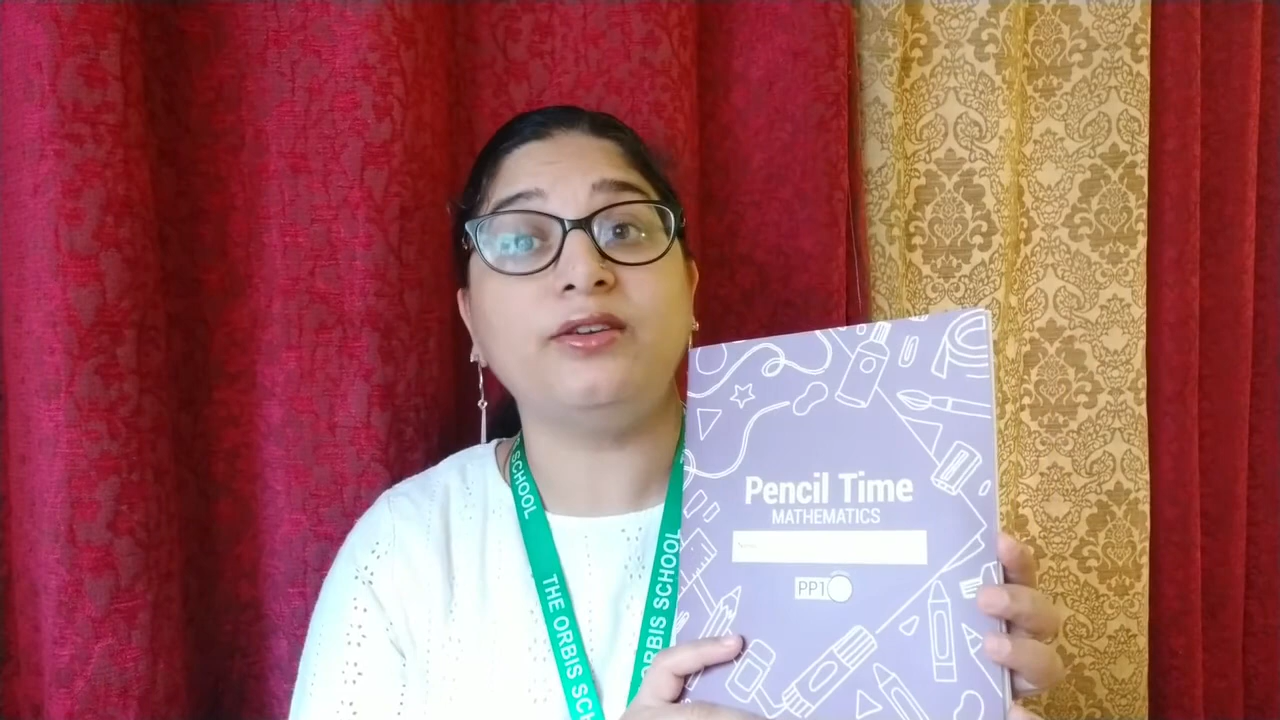 Pencil Time
MATHEMATICS
PP1
SCHOOL
THE ORBIS SCH
ORBIS SCHOOL